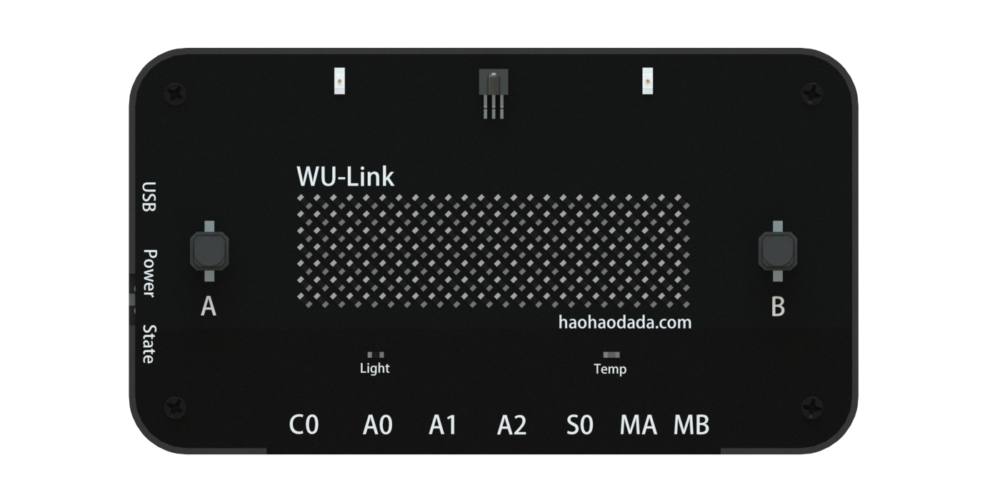 WU-Link
USB
Power
State
A
B
haohaodada.com
Light
Temp
C0 A0 A1 A2 S0 MA MB